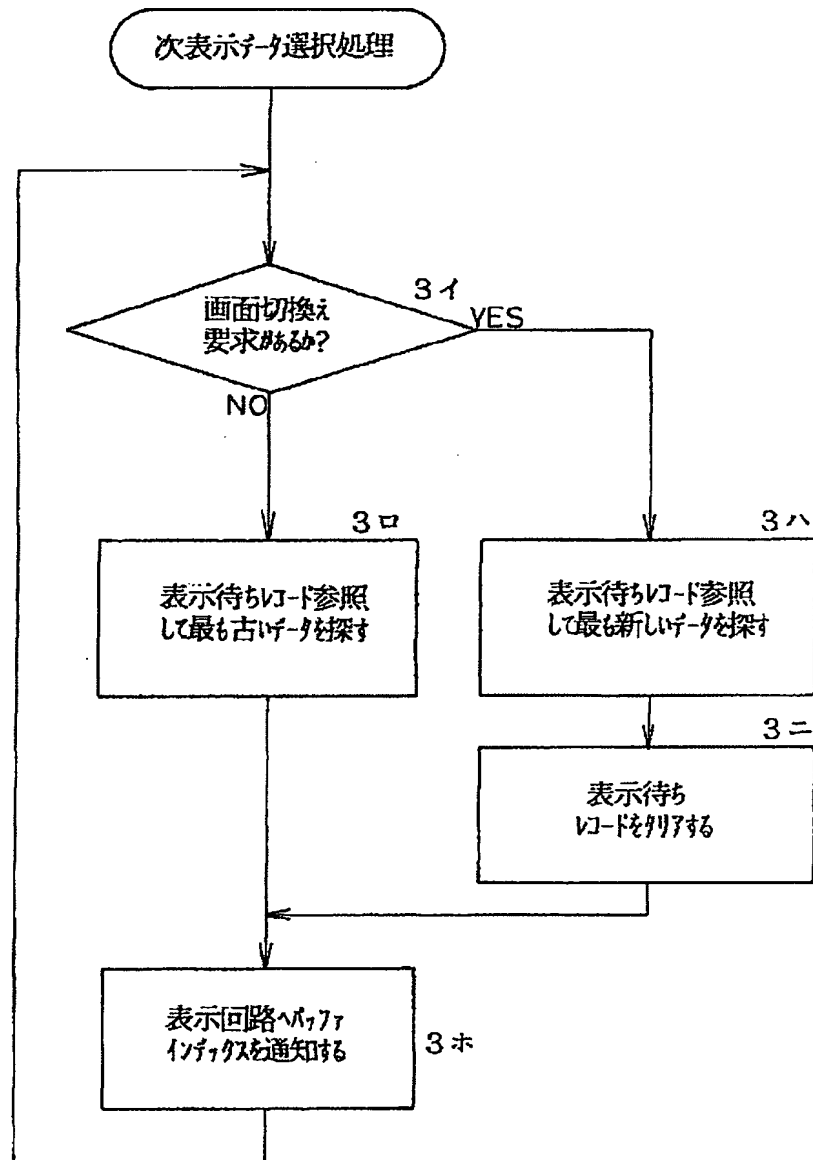 次表示データ選択処理
3イ
画面切換え
要求があるか?
YES
NO
3ロ
表示待ちレコード参照
して最も古いデータを探す
3ハ
表示待ちレコード参照
して最も新しいデータを探す
3ニ
表示待ち
レコードをクリアする
表示回路へバッファ
インデックスを通知する
3ホ